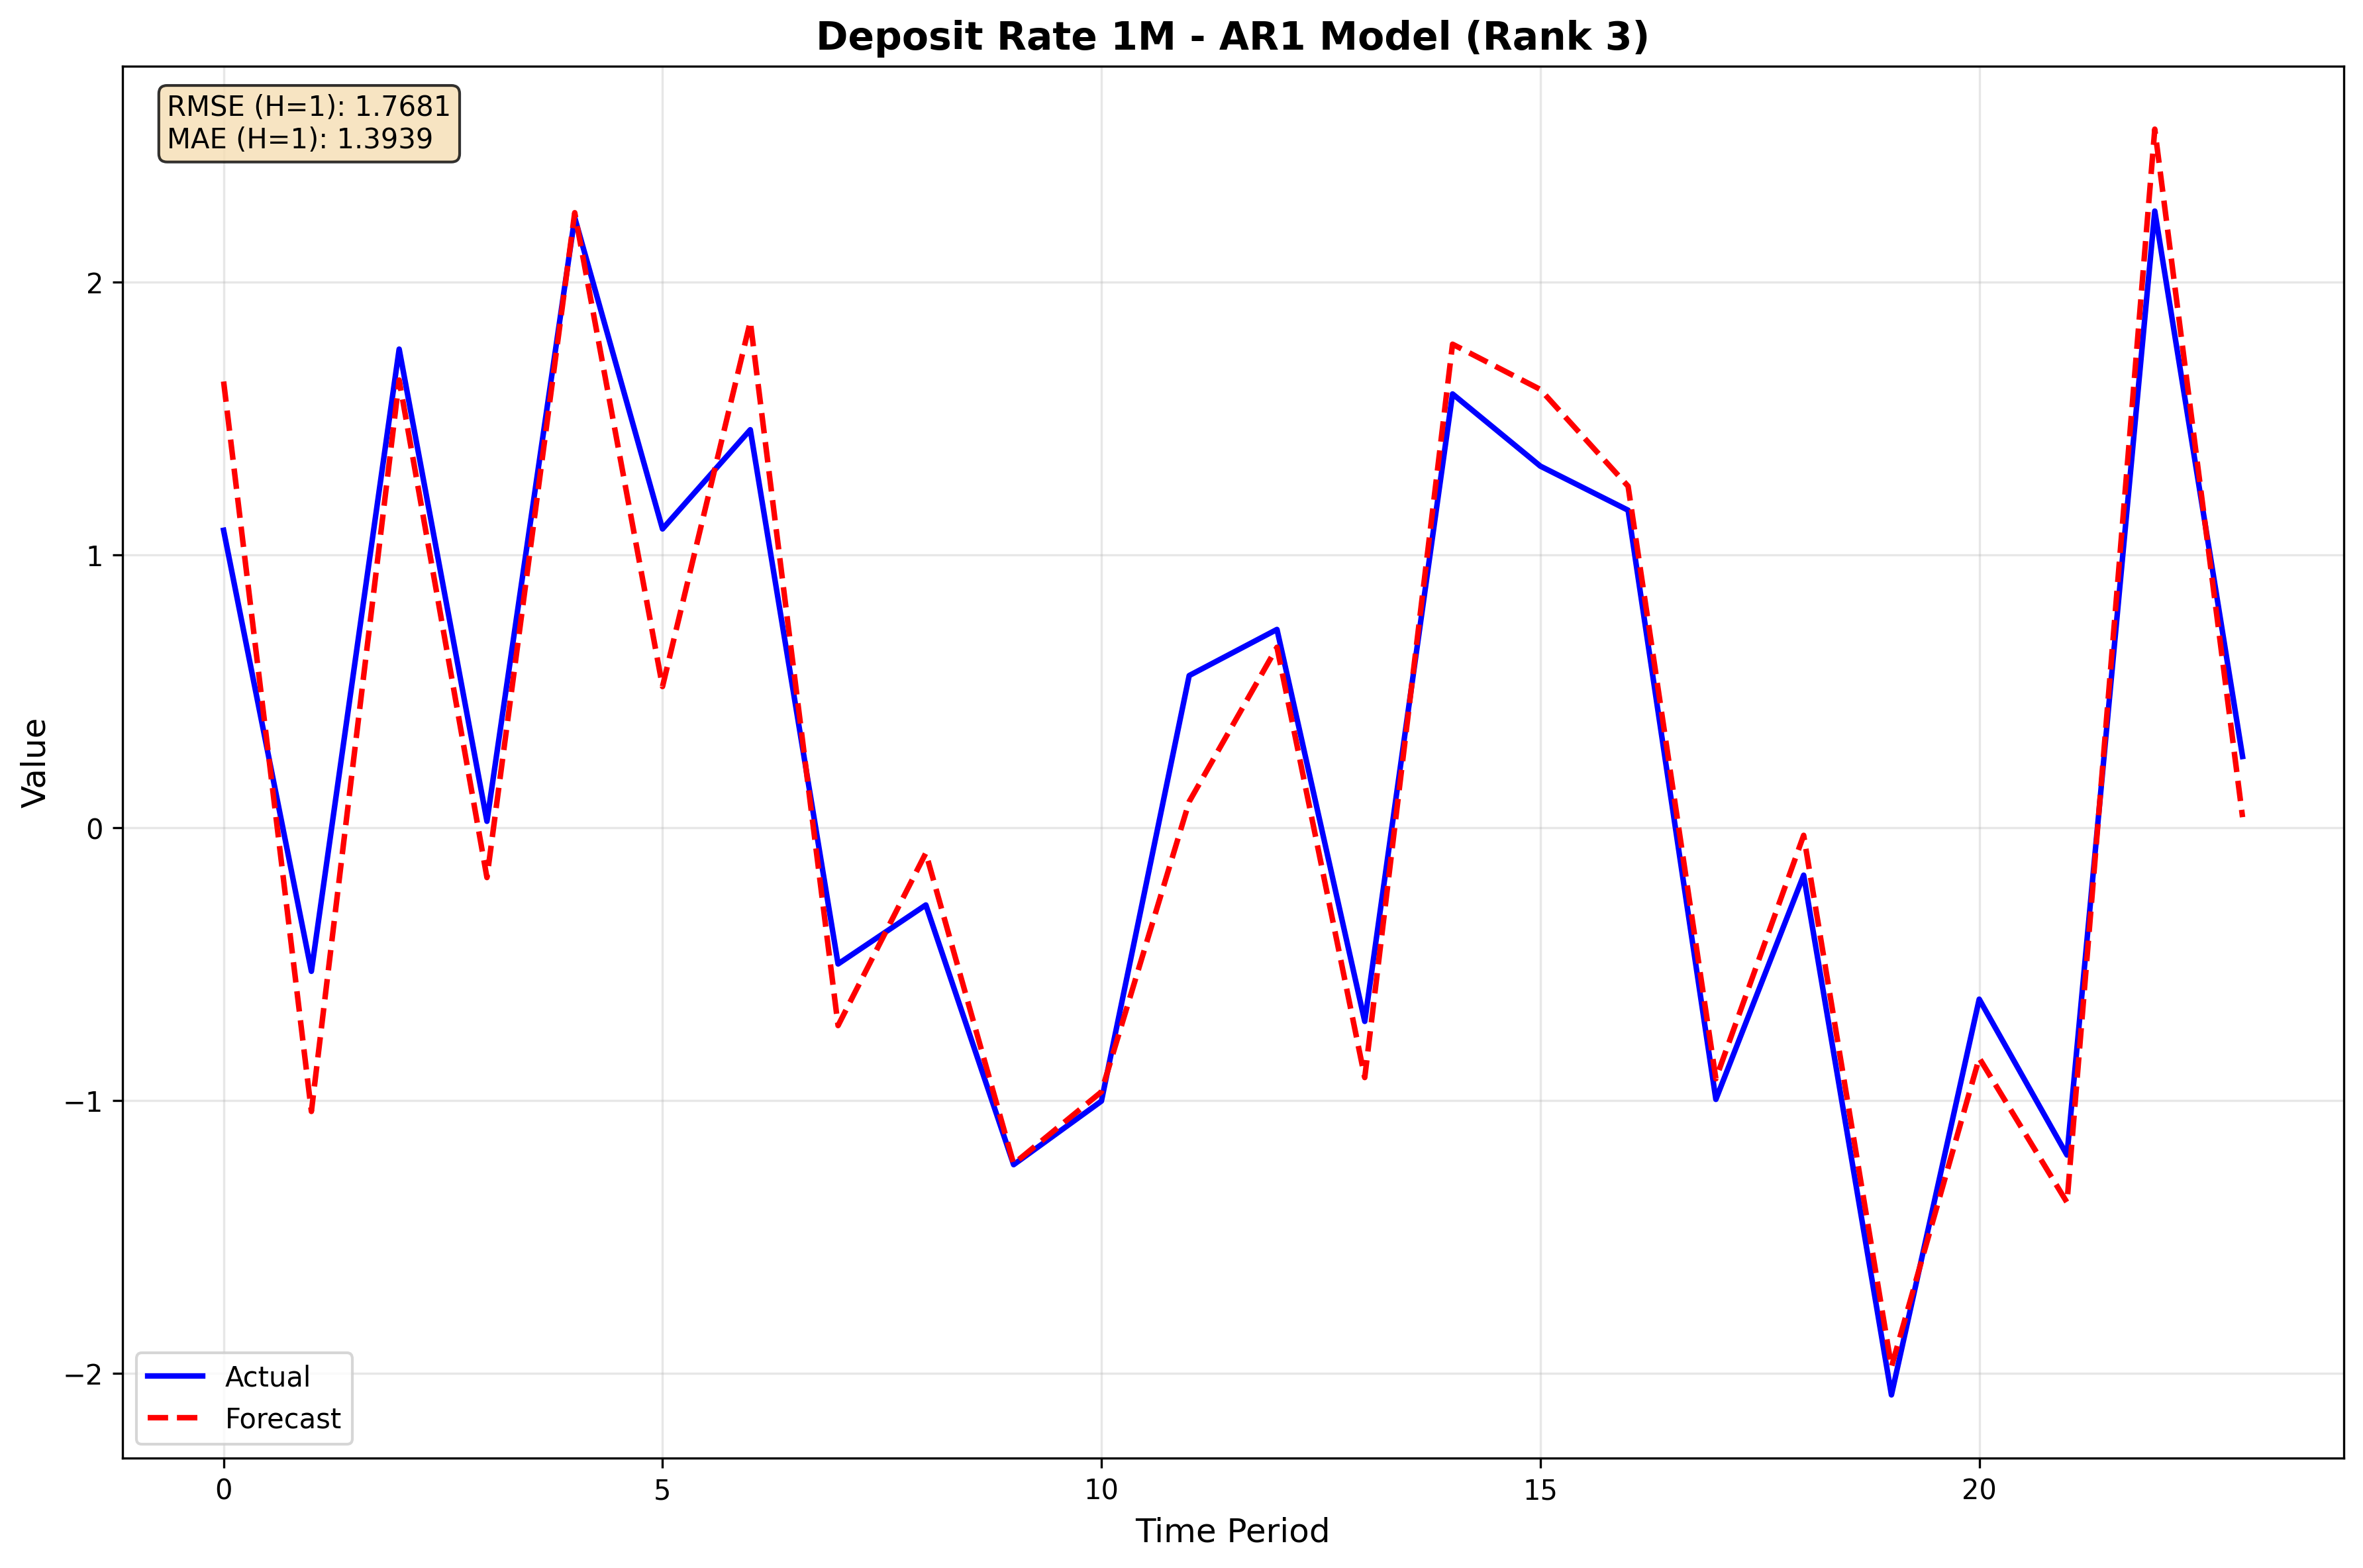 Deposit Rate 1M - AR1 Model (Rank 3)
RMSE (H=1): 1.7681
MAE (H=1): 1.3939
2
1
0
−1
−2
Value
Actual
Forecast
0 5 10 15 20
Time Period